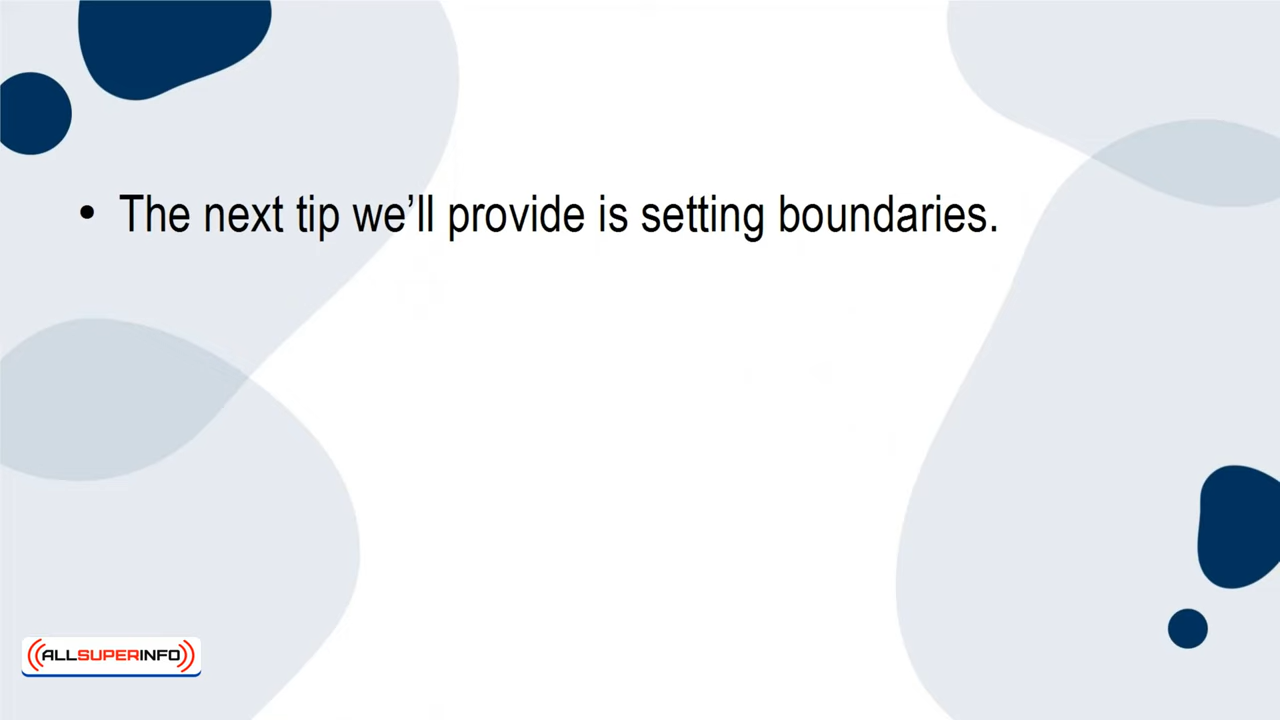 • The next tip we’ll provide is setting boundaries.
ALLSUPERINFO